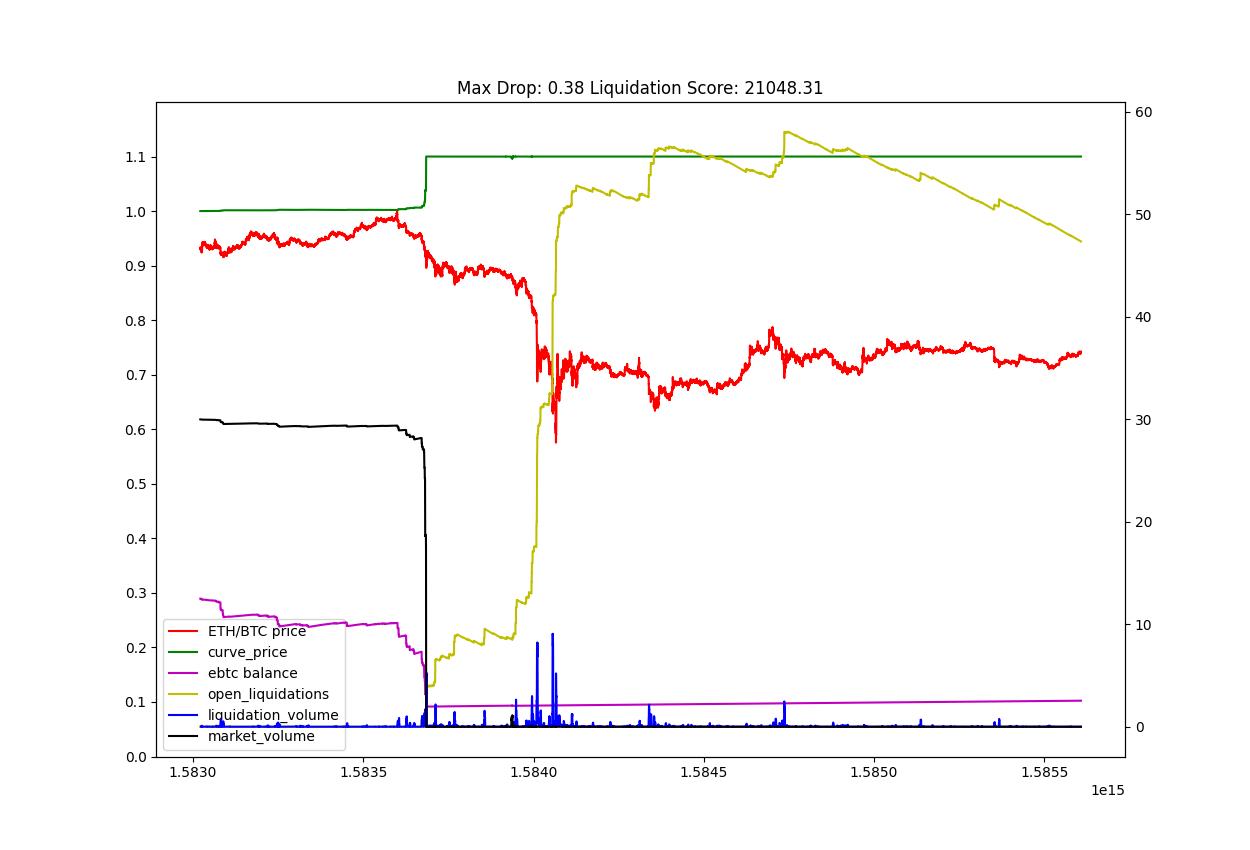 Max Drop: 0.38 Liquidation Score: 21048.31
1.1
1.0
0.9
0.8
0.7
0.6
0.5
0.4
0.3
0.2
0.1
0.0
60
50
40
30
20
10
0
ETH/BTC price
curve_price
ebtc balance
open_liquidations
liquidation_volume
market_volume
1.5830 1.5835 1.5840 1.5845 1.5850 1.5855
1e15